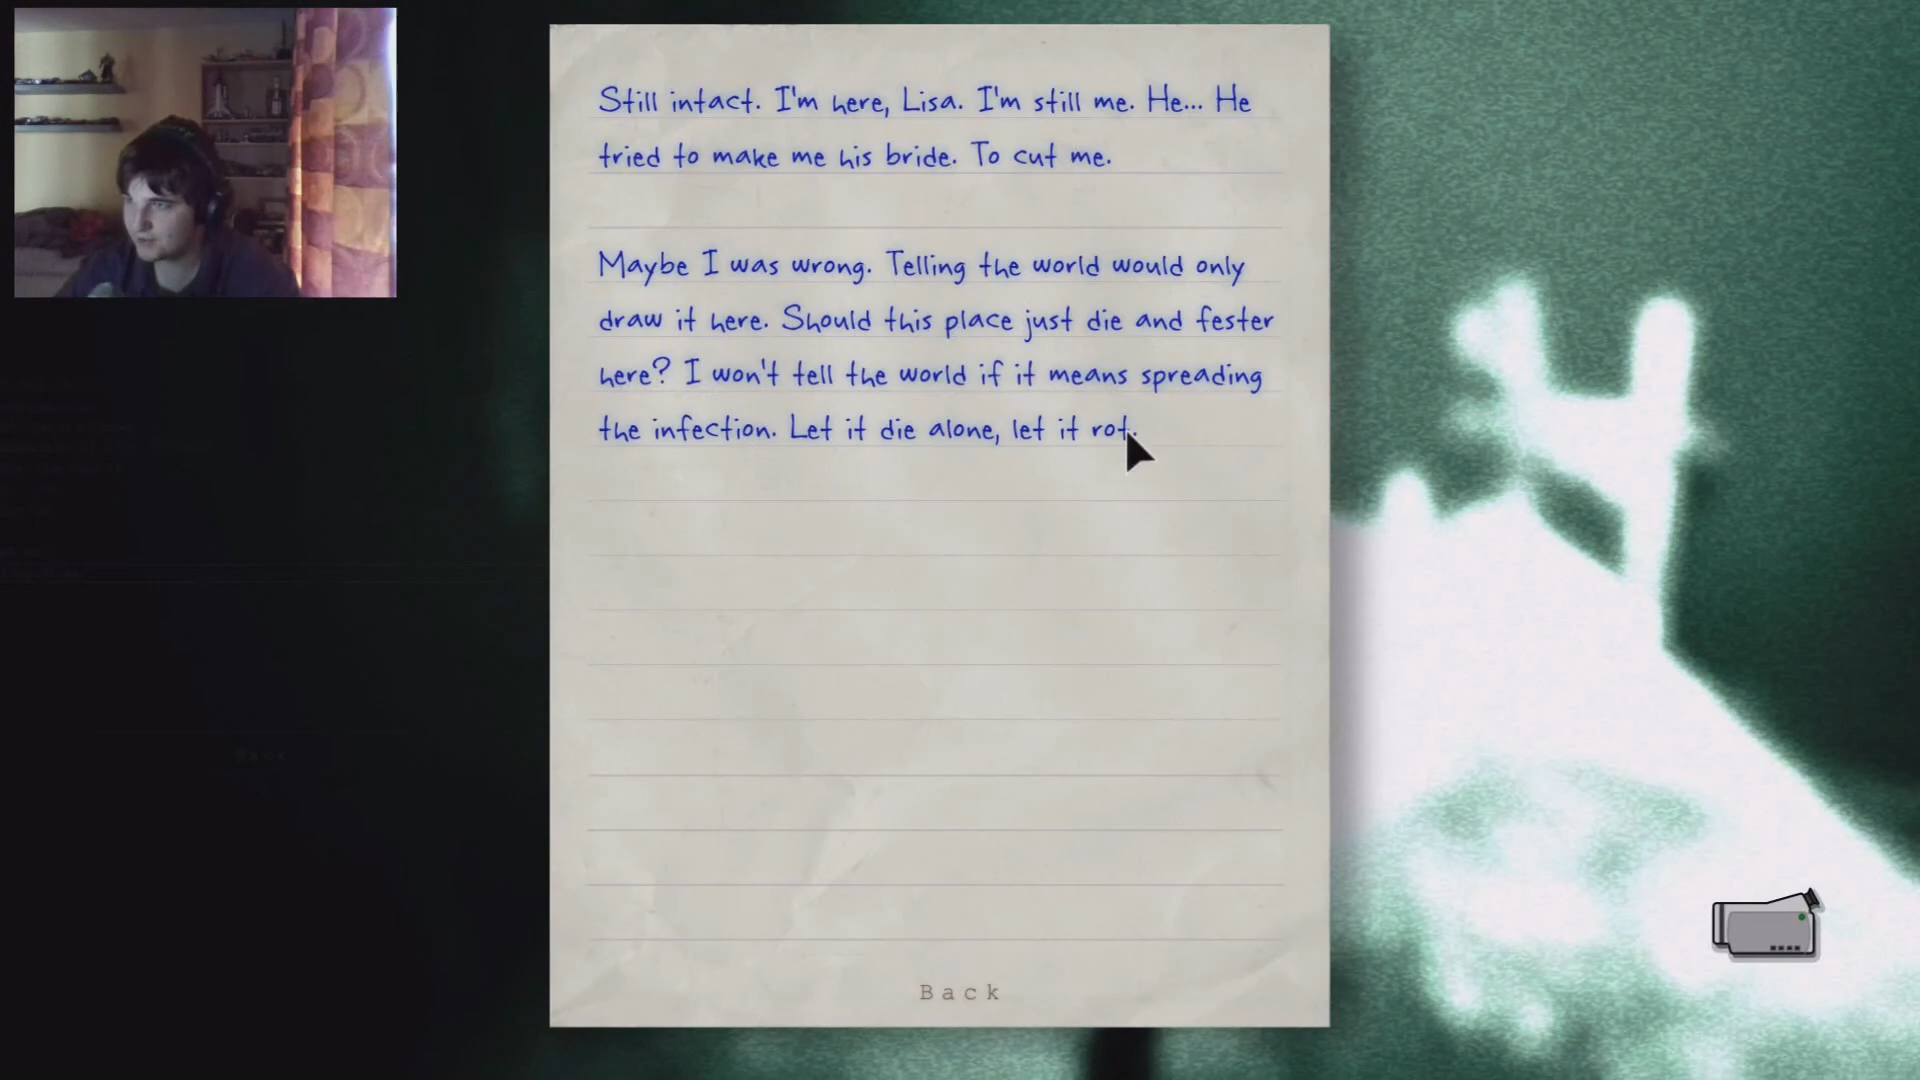 Still intact. I'm here, Lisa. I'm still me. He... He
tried to make me his bride. To cut me.
Maybe I was wrong. Telling the world would only
draw it here. Should this place just die and fester
here? I won't tell the world if it means spreading
the infection. Let it die alone, let it rot.
Back
Back